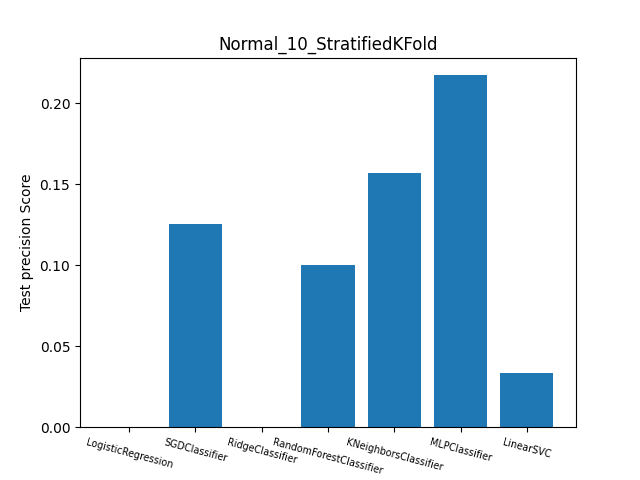 Normal_10_StratifiedKFold
Test precision Score
0.20
0.15
0.10
0.05
0.00
LogisticRegression
SGDClassifier
RidgeClassifier
RandomForestClassifier
KNeighborsClassifier
MLPClassifier
LinearSVC